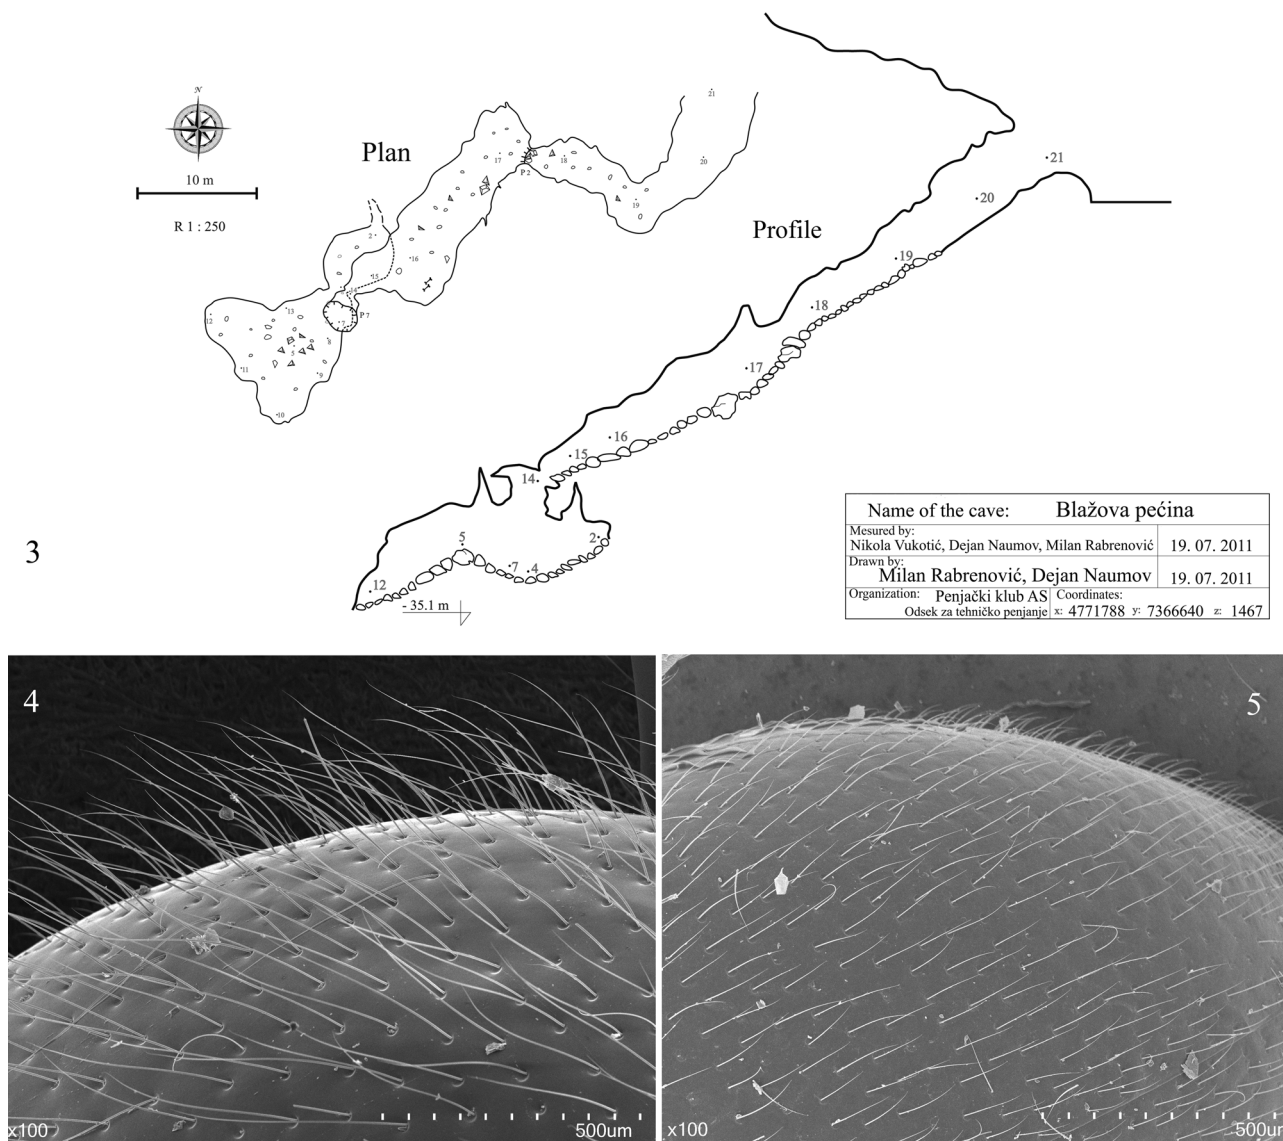 N
10 m
R 1 : 250
Plan
21
17
18
P 2
20
19
2
16
15
14
P 7
7
12
13
8
5
11
9
10
Profile
21
20
19
18
17
16
15
14
5
2
7
4
12
- 35.1 m
3
Name of the cave: Blažova pećina
Mesured by:
Nikola Vukotić, Dejan Naumov, Milan Rabrenović 19. 07. 2011
Drawn by:
Milan Rabrenović, Dejan Naumov 19. 07. 2011
Organization: Penjački klub AS Coordinates:
Odsek za tehničko penjanje x: 4771788 y: 7366640 z: 1467
4
x100 500um
5
x100 500um